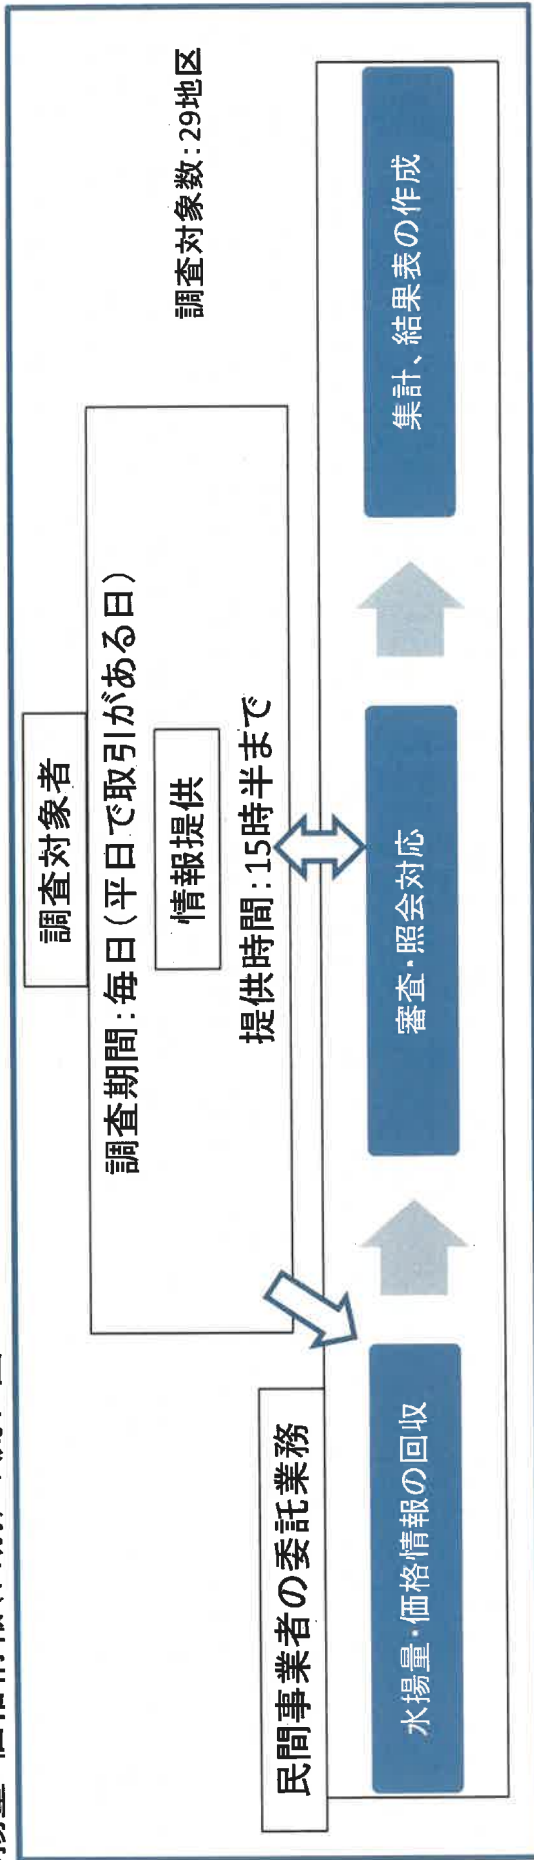 調査対象者
調査対象数:29地区
調査期間:毎日(平日で取引がある日)
情報提供
提供時間:15時半まで
民間事業者の委託業務
水揚量・価格情報の回収
審査・照会対応
集計、結果表の作成